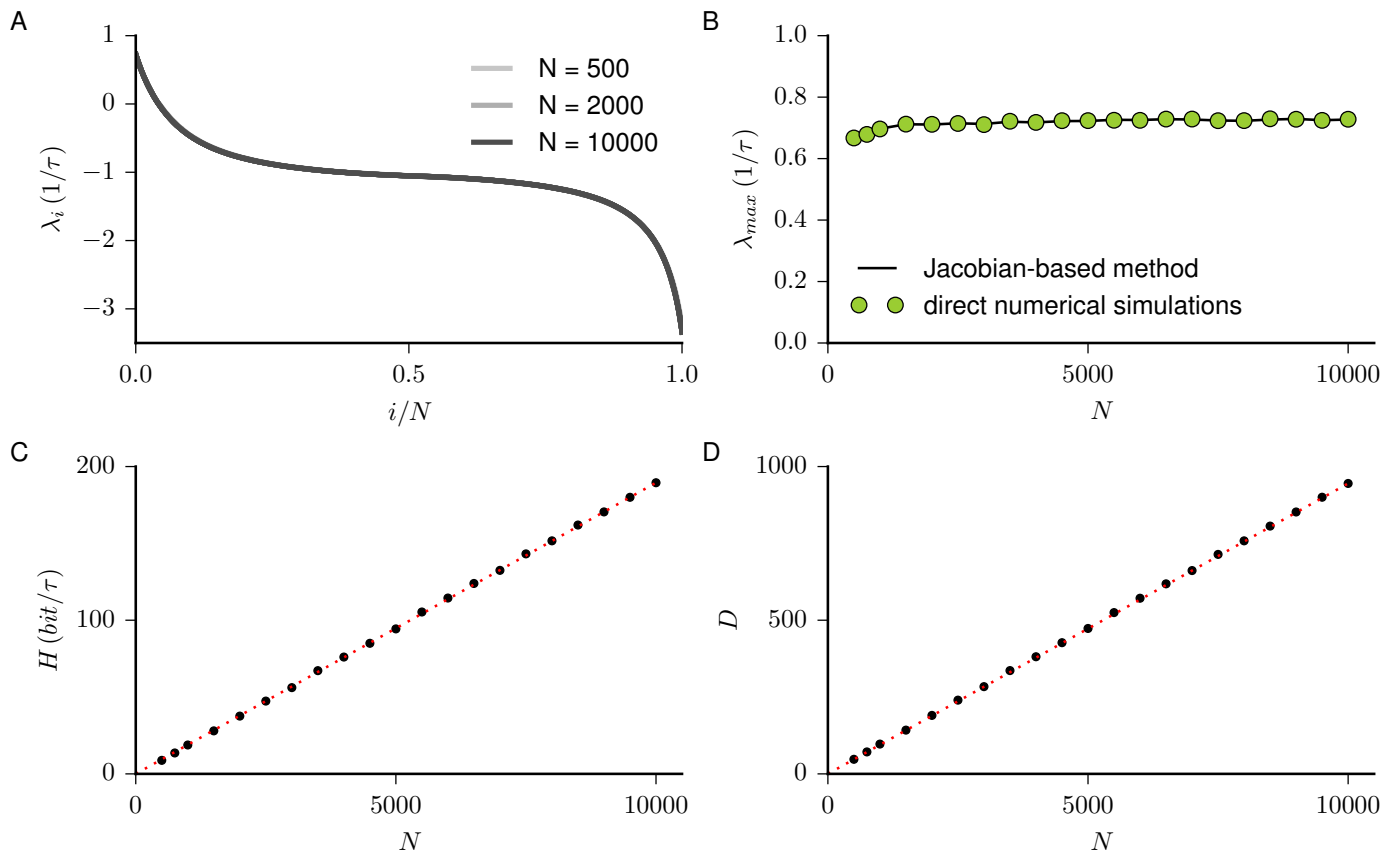 A
1
0
−1
−2
−3
λi (1/τ)
N = 500
N = 2000
N = 10000
0.0 0.5 1.0
i/N
B
1.0
0.8
0.6
0.4
0.2
0.0
λmax (1/τ)
Jacobian-based method
direct numerical simulations
0 5000 10000
N
C
200
100
0
H (bit/τ)
0 5000 10000
N
D
1000
500
0
D
0 5000 10000
N